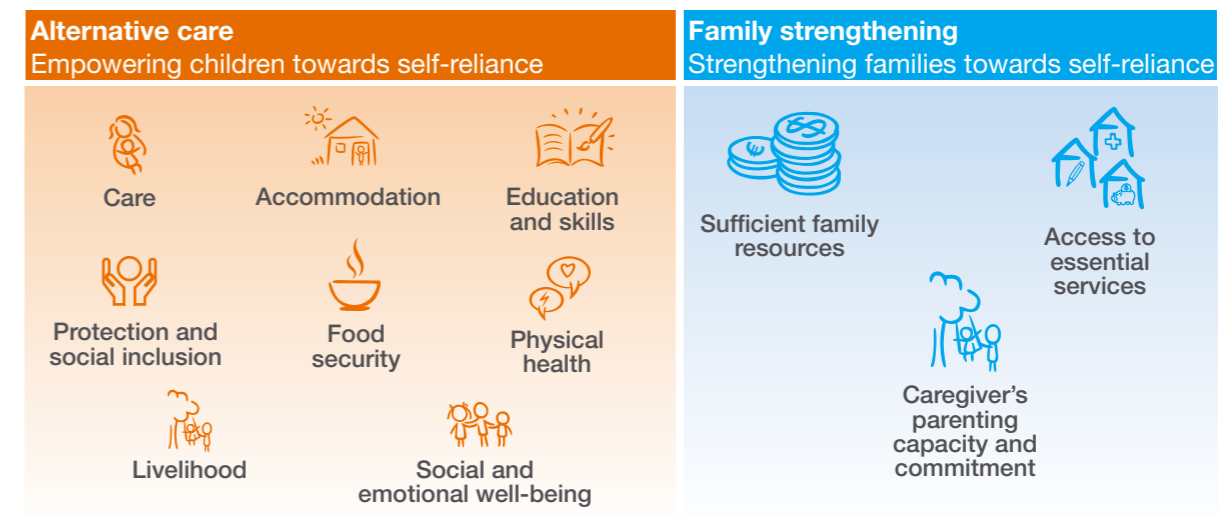 Alternative care
Empowering children towards self-reliance
Care
Accommodation
Education
and skills
Protection and
social inclusion
Food
security
Physical
health
Livelihood
Social and
emotional well-being
Family strengthening
Strengthening families towards self-reliance
Sufficient family
resources
Access to
essential
services
Caregiver's
parenting
capacity and
commitment